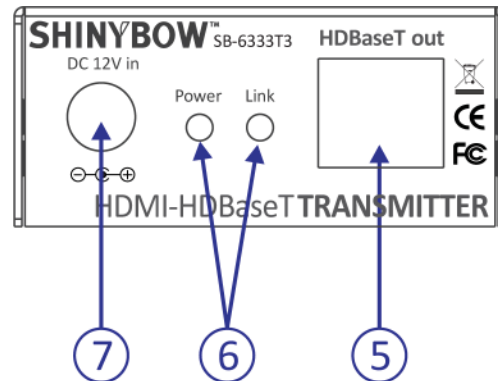 SHINYBOW™ SB-6333T3 HDBaseT out
DC 12V in
Power Link
CE
FC
HDMI-HDBaseT TRANSMITTER
7 6 5